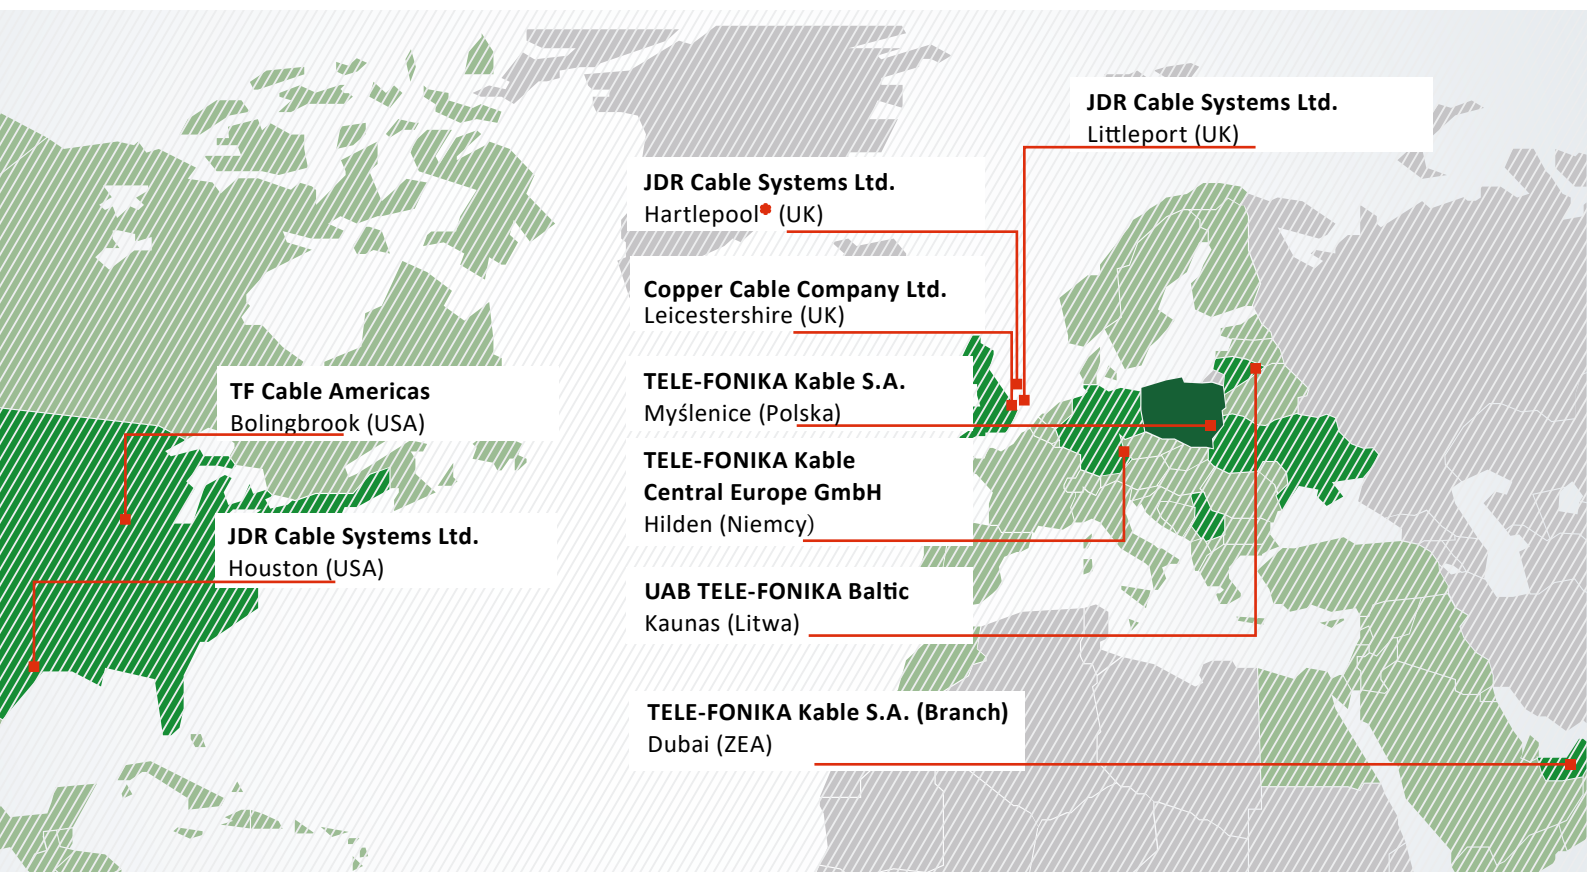 JDR Cable Systems Ltd.
Littleport (UK)
JDR Cable Systems Ltd.
Hartlepool* (UK)
Copper Cable Company Ltd.
Leicestershire (UK)
TF Cable Americas
Bolingbrook (USA)
TELE-FONIKA Kable S.A.
Myślenice (Polska)
TELE-FONIKA Kable
Central Europe GmbH
Hilden (Niemcy)
JDR Cable Systems Ltd.
Houston (USA)
UAB TELE-FONIKA Baltic
Kaunas (Litwa)
TELE-FONIKA Kable S.A. (Branch)
Dubai (ZEA)